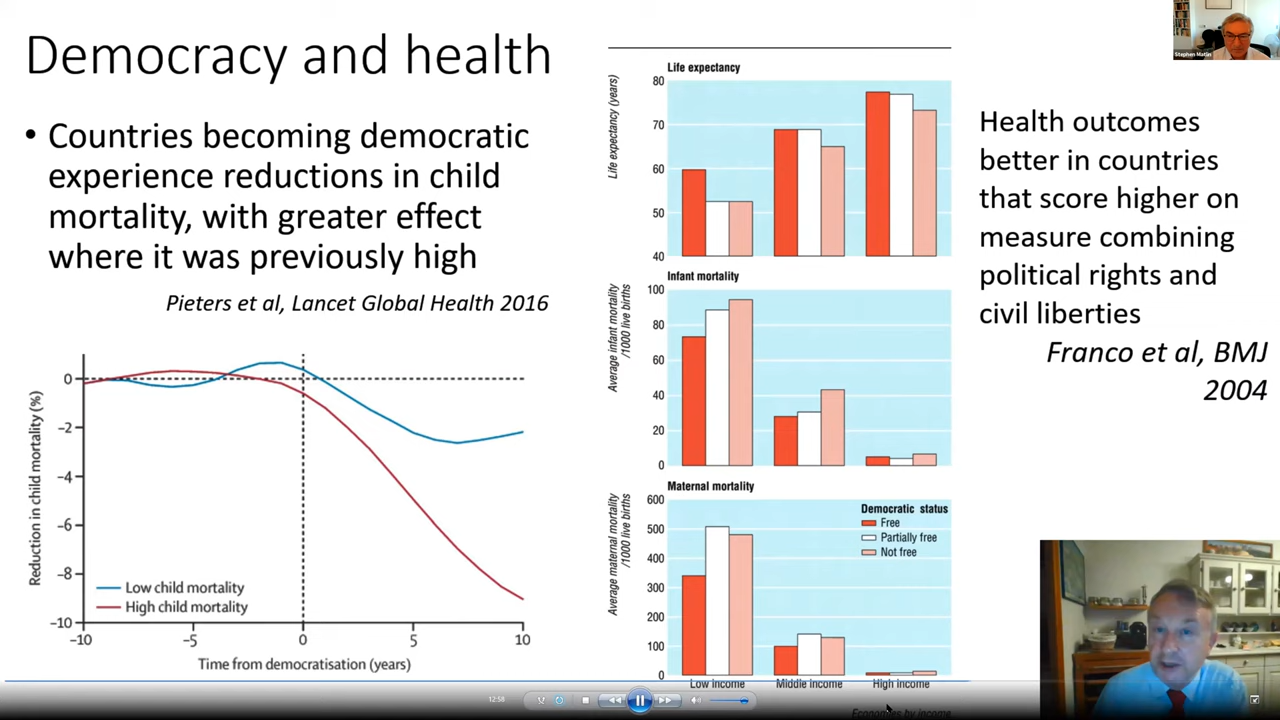 Democracy and health
• Countries becoming democratic
experience reductions in child
mortality, with greater effect
where it was previously high
Pieters et al, Lancet Global Health 2016
Reduction in child mortality (%)
0
−2
−4
−6
−8
−10
Low child mortality
High child mortality
−10
−5
0
5
10
Time from democratisation (years)
Life expectancy
Life expectancy (years)
80
70
60
50
40
Infant mortality
Average infant mortality
/1000 live births
100
80
60
40
20
0
Maternal mortality
Average maternal mortality
/1000 live births
600
500
400
300
200
100
0
Democratic status
Free
Partially free
Not free
Low income
Middle income
High income
Economies by income
Health outcomes
better in countries
that score higher on
measure combining
political rights and
civil liberties
Franco et al, BMJ
2004
Stephen Matlin
12:58